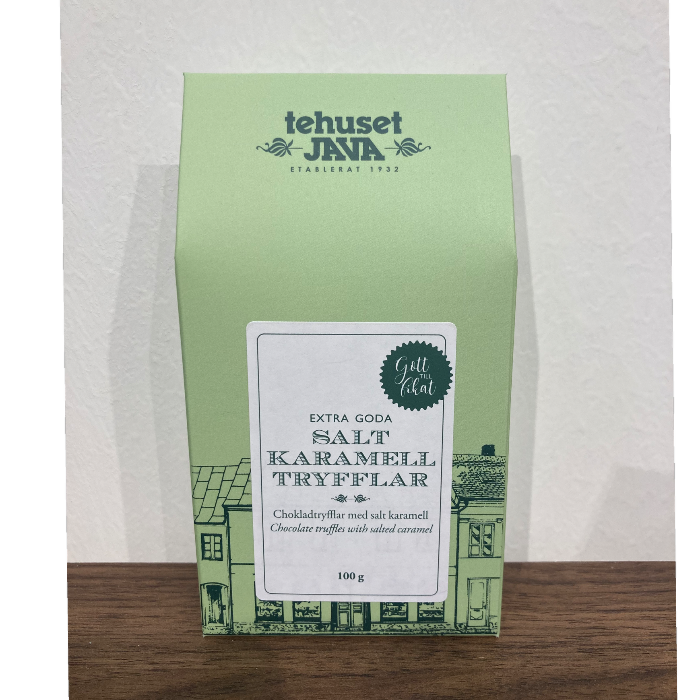 tehuset
JAVA
ETABLERAT 1932
Gott
TILL
fikat
EXTRA GODA
SALT
KARAMELL
TRYFFLAR
Chokladtryfflar med salt karamell
Chocolate truffles with salted caramel
100 g